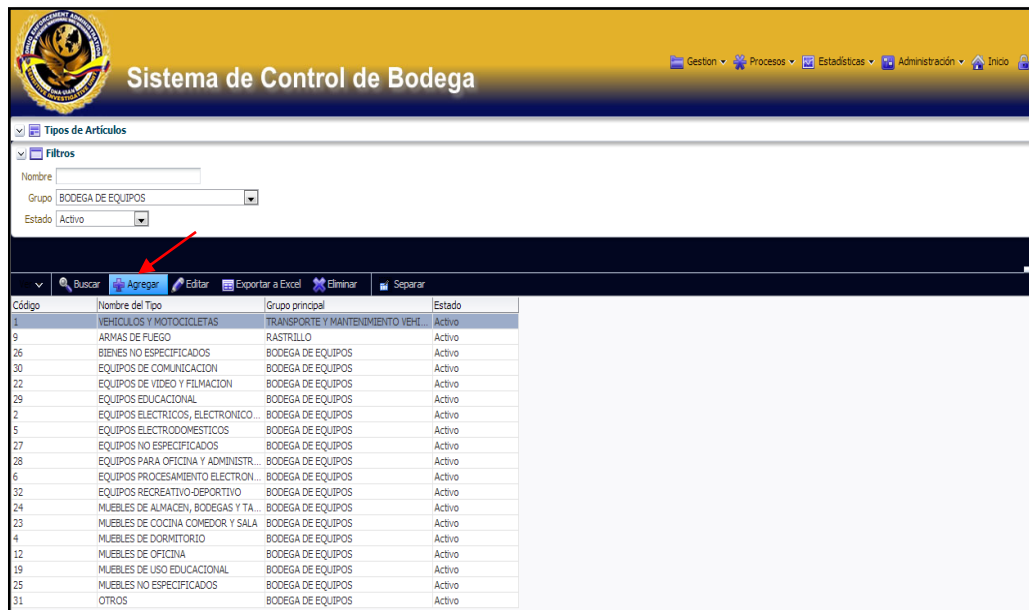 DRUG ENFORCEMENT ADMINISTRATION
SENSITIVE INVESTIGATIVE
Sistema de Control de Bodega
Gestion Procesos Estadísticas Administración Inicio
Tipos de Artículos
Filtros
Nombre
Grupo BODEGA DE EQUIPOS
Estado Activo
Buscar Agregar Editar Exportar a Excel Eliminar Separar
Código Nombre del Tipo Grupo principal Estado
1 VEHICULOS Y MOTOCICLETAS TRANSPORTE Y MANTENIMIENTO VEHI... Activo
9 ARMAS DE FUEGO RASTRILLO Activo
26 BIENES NO ESPECIFICADOS BODEGA DE EQUIPOS Activo
30 EQUIPOS DE COMUNICACION BODEGA DE EQUIPOS Activo
22 EQUIPOS DE VIDEO Y FILMACION BODEGA DE EQUIPOS Activo
29 EQUIPOS EDUCACIONAL BODEGA DE EQUIPOS Activo
2 EQUIPOS ELECTRICOS, ELECTRONICO... BODEGA DE EQUIPOS Activo
5 EQUIPOS ELECTRODOMESTICOS BODEGA DE EQUIPOS Activo
27 EQUIPOS NO ESPECIFICADOS BODEGA DE EQUIPOS Activo
28 EQUIPOS PARA OFICINA Y ADMINISTR... BODEGA DE EQUIPOS Activo
6 EQUIPOS PROCESAMIENTO ELECTRON... BODEGA DE EQUIPOS Activo
32 EQUIPOS RECREATIVO-DEPORTIVO BODEGA DE EQUIPOS Activo
24 MUEBLES DE ALMACEN, BODEGAS Y TA... BODEGA DE EQUIPOS Activo
23 MUEBLES DE COCINA COMEDOR Y SALA BODEGA DE EQUIPOS Activo
4 MUEBLES DE DORMITORIO BODEGA DE EQUIPOS Activo
12 MUEBLES DE OFICINA BODEGA DE EQUIPOS Activo
19 MUEBLES DE USO EDUCACIONAL BODEGA DE EQUIPOS Activo
25 MUEBLES NO ESPECIFICADOS BODEGA DE EQUIPOS Activo
31 OTROS BODEGA DE EQUIPOS Activo